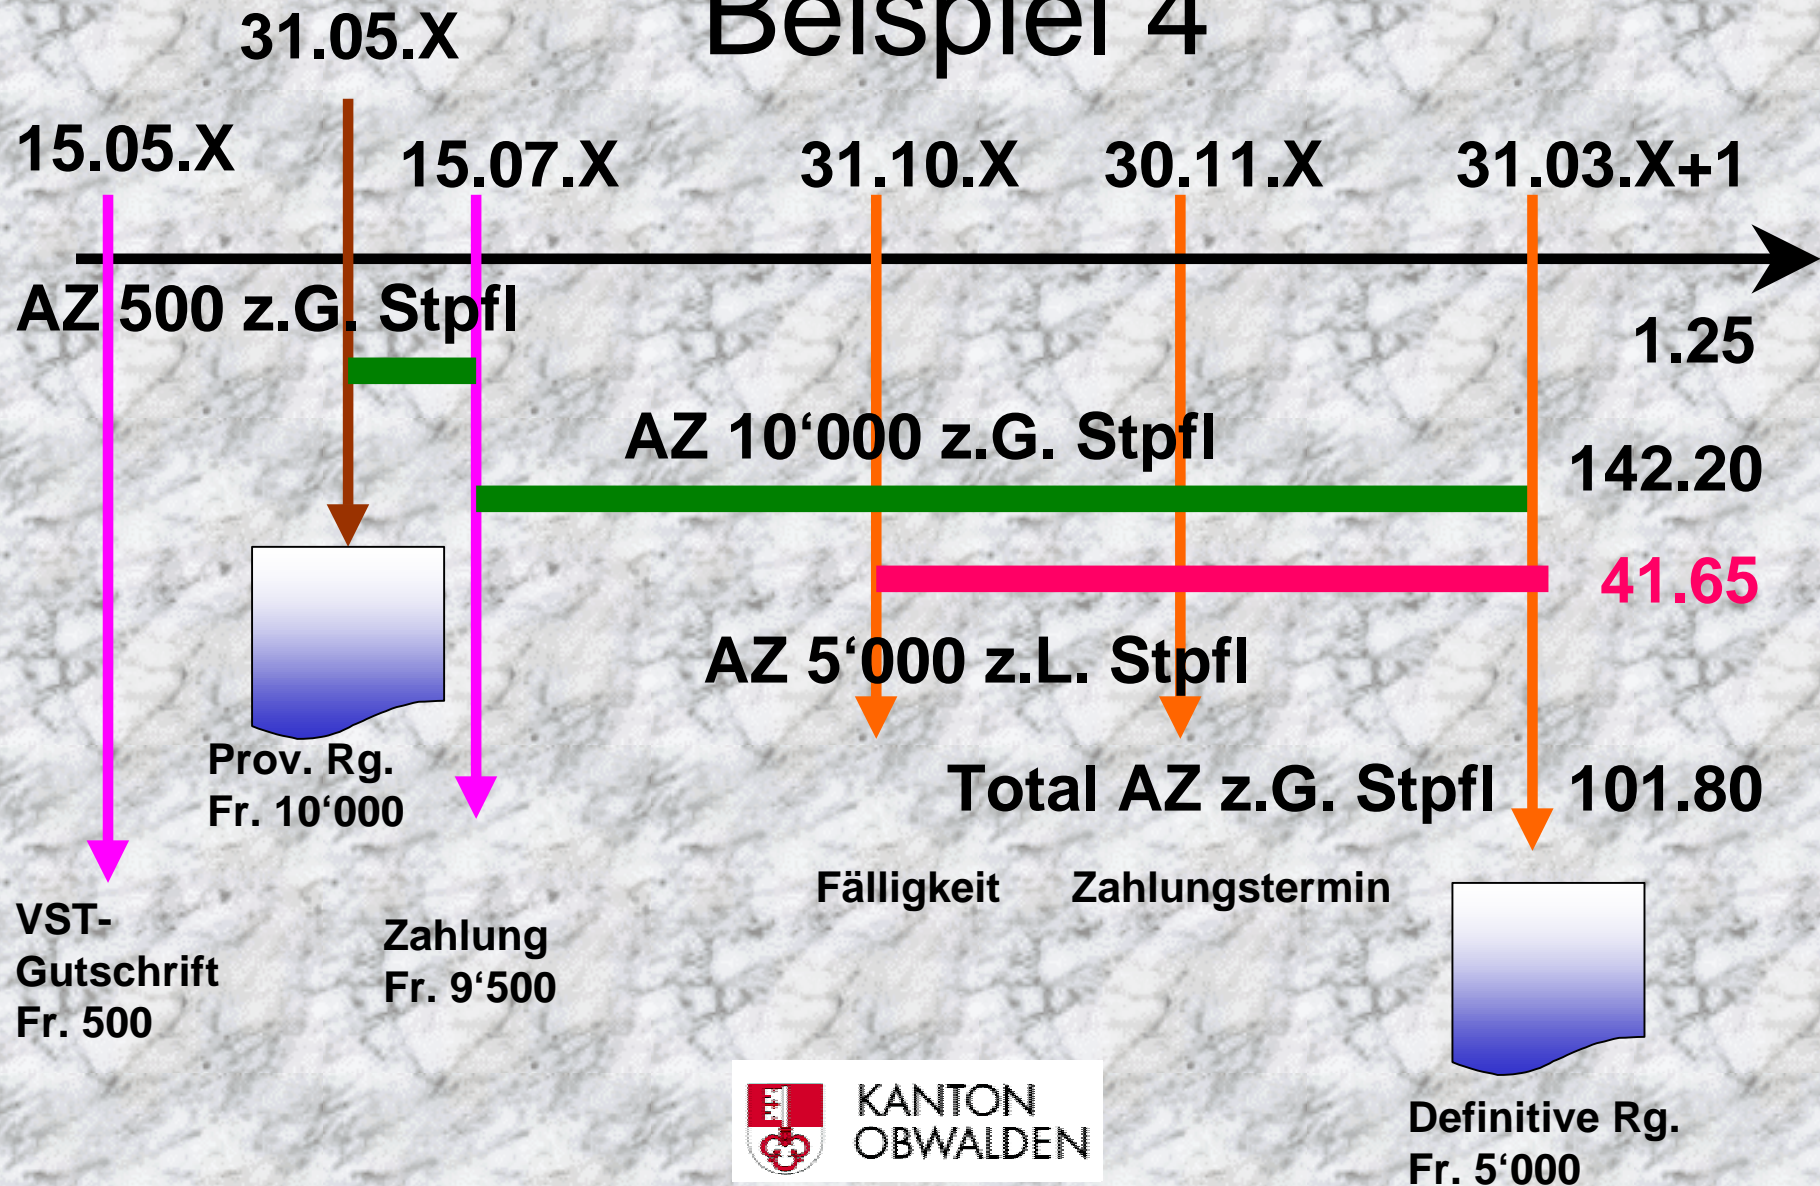 Beispiel 4
31.05.X
15.05.X
15.07.X
31.10.X
30.11.X
31.03.X+1
AZ 500 z.G. Stpfl
1.25
AZ 10‘000 z.G. Stpfl
142.20
41.65
AZ 5‘000 z.L. Stpfl
Prov. Rg.
Fr. 10‘000
Total AZ z.G. Stpfl
101.80
Fälligkeit
Zahlungstermin
VST-
Gutschrift
Fr. 500
Zahlung
Fr. 9‘500
KANTON
OBWALDEN
Definitive Rg.
Fr. 5‘000